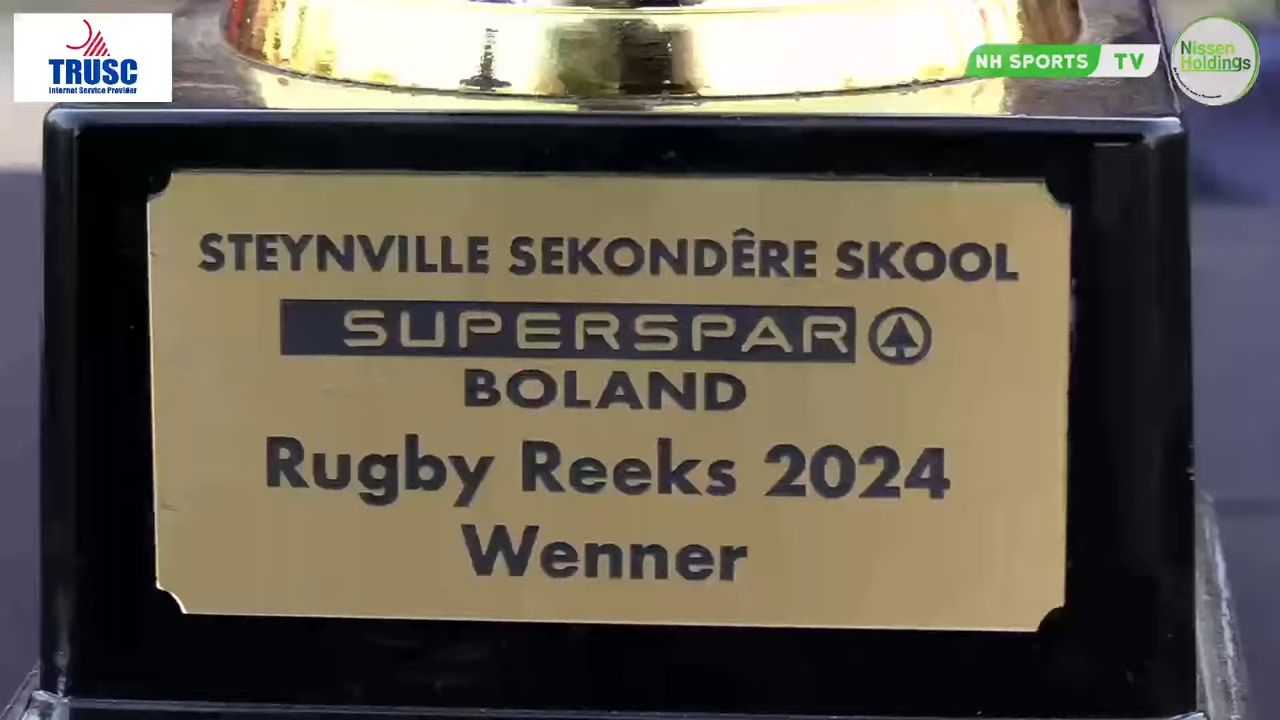 TRUSC
Internet Service Provider
NH SPORTS TV
Nissen
Holdings
STEYNVILLE SEKONDÊRE SKOOL
SUPERSPAR
BOLAND
Rugby Reeks 2024
Wenner